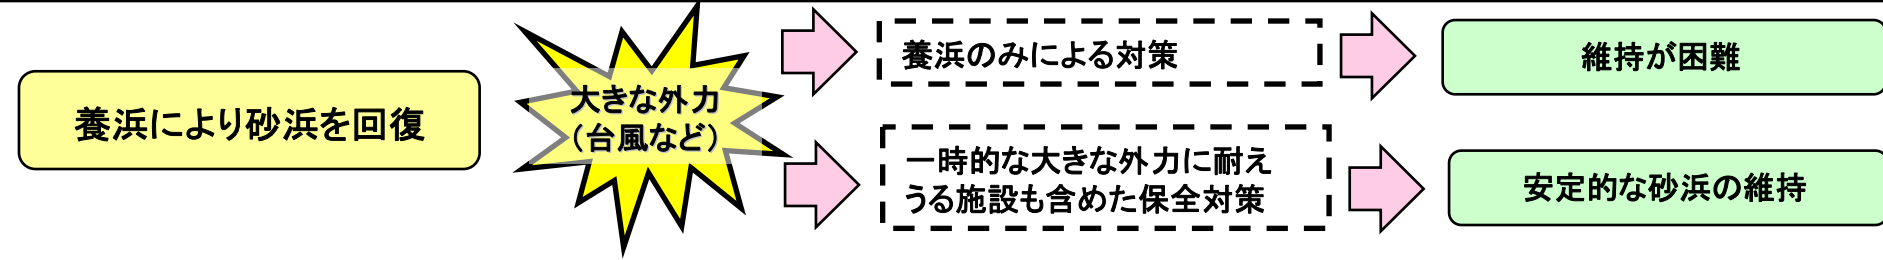 養浜により砂浜を回復
大きな外力
(台風など)
養浜のみによる対策
維持が困難
一時的な大きな外力に耐え
うる施設も含めた保全対策
安定的な砂浜の維持